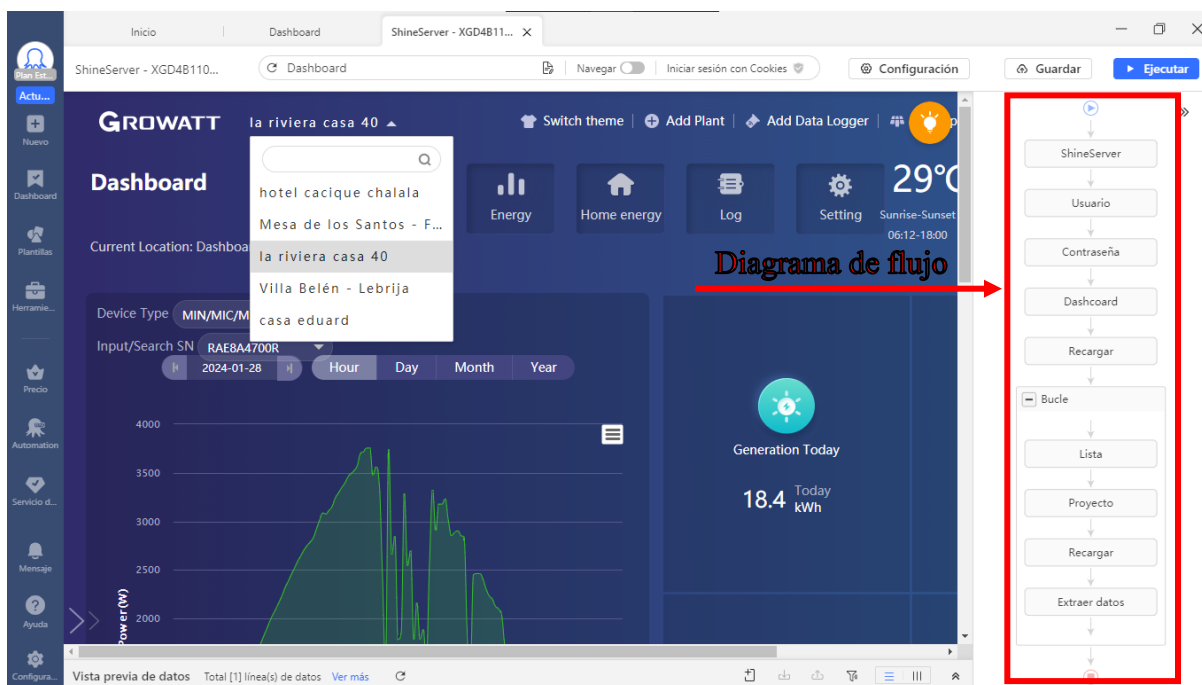 Inicio
Dashboard
ShineServer - XGD4B11...
Plan Est...
ShineServer - XGD4B110...
Dashboard
Navegar
Iniciar sesión con Cookies
Configuración
Guardar
Ejecutar
Actu...
Nuevo
Dashboard
Plantillas
Herramie...
Precio
Automation
Servicio d...
Mensaje
Ayuda
Configura...
GROWATT
la riviera casa 40
Switch theme
Add Plant
Add Data Logger
hotel cacique chalala
Mesa de los Santos - F...
la riviera casa 40
Villa Belén - Lebrija
casa eduard
Dashboard
Energy
Home energy
Log
Setting
29°C
Sunrise-Sunset
06:12-18:00
Current Location: Dashboa
Diagrama de flujo
Device Type
MIN/MIC/M
Input/Search SN
RAE8A4700R
2024-01-28
Hour
Day
Month
Year
4000
3500
3000
2500
2000
Power(W)
Generation Today
18.4
Today
kWh
ShineServer
Usuario
Contraseña
Dashcoard
Recargar
Bucle
Lista
Proyecto
Recargar
Extraer datos
Vista previa de datos
Total [1] línea(s) de datos
Ver más